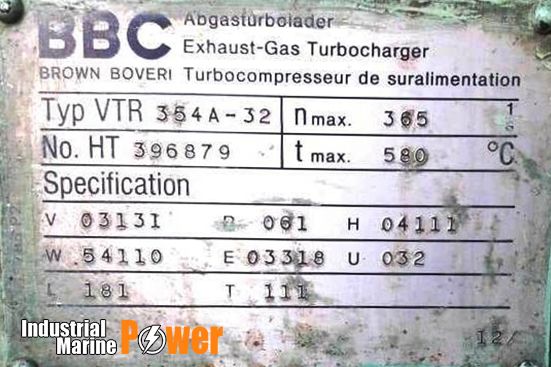 BBC Abgasturbolader
Exhaust-Gas Turbocharger
BROWN BOVERI Turbocompresseur de suralimentation
Typ VTR 354A-32 n max. 365 1/s
No. HT 396879 t max. 580 °C
Specification
V 03131 061 H 04111
W 54110 E 03318 U 032
L 181 T 111
Industrial
Marine Power
127